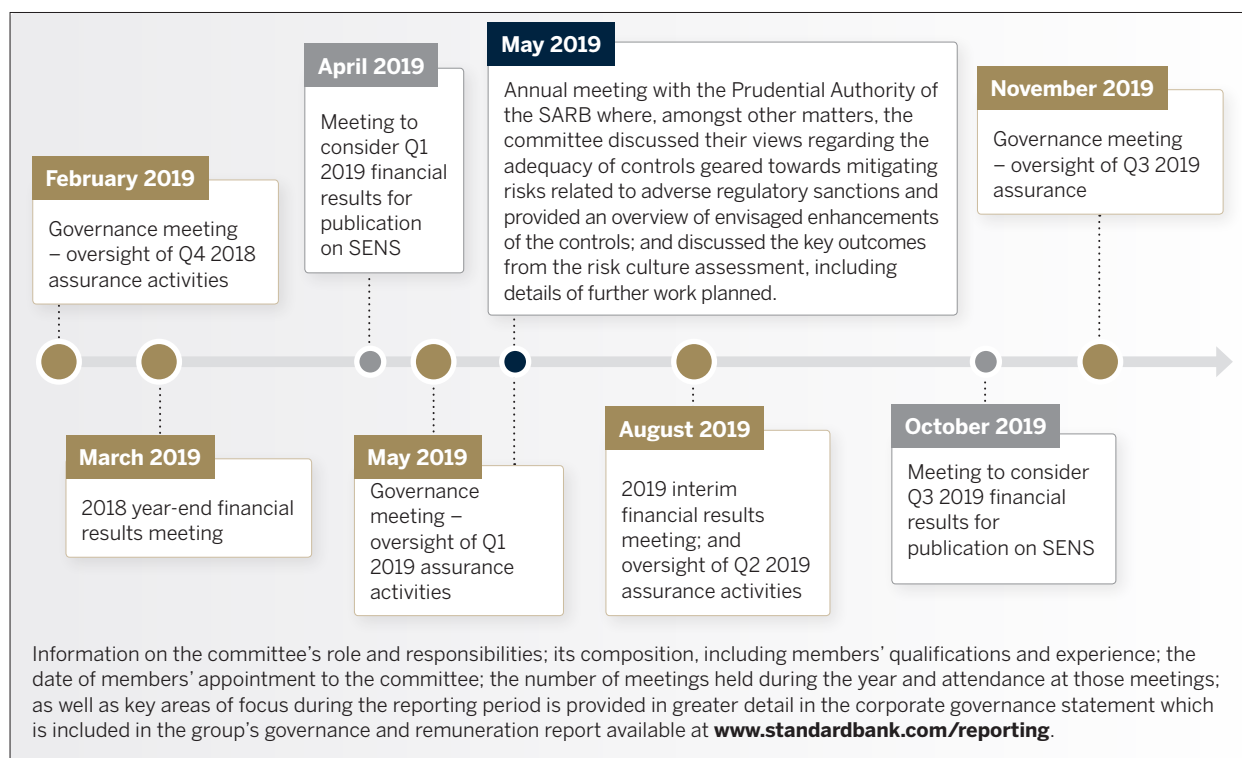 February 2019
Governance meeting
– oversight of Q4 2018
assurance activities
March 2019
2018 year-end financial
results meeting
April 2019
Meeting to
consider Q1
2019 financial
results for
publication
on SENS
May 2019
Governance
meeting –
oversight of Q1
2019 assurance
activities
May 2019
Annual meeting with the Prudential Authority of
the SARB where, amongst other matters, the
committee discussed their views regarding the
adequacy of controls geared towards mitigating
risks related to adverse regulatory sanctions and
provided an overview of envisaged enhancements
of the controls; and discussed the key outcomes
from the risk culture assessment, including
details of further work planned.
August 2019
2019 interim
financial results
meeting; and
oversight of Q2 2019
assurance activities
October 2019
Meeting to consider
Q3 2019 financial
results for
publication on SENS
November 2019
Governance meeting
– oversight of Q3 2019
assurance
Information on the committee's role and responsibilities; its composition, including members' qualifications and experience; the
date of members' appointment to the committee; the number of meetings held during the year and attendance at those meetings;
as well as key areas of focus during the reporting period is provided in greater detail in the corporate governance statement which
is included in the group's governance and remuneration report available at www.standardbank.com/reporting.